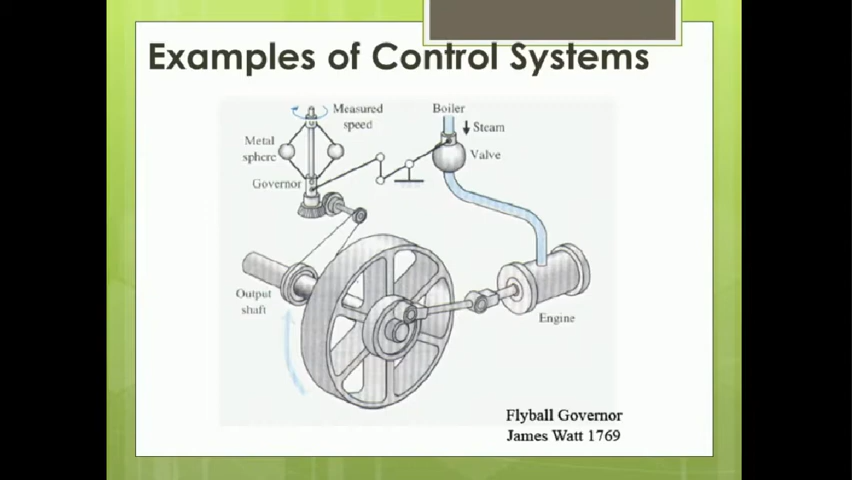 Examples of Control Systems
Measured
speed
Boiler
Steam
Metal
sphere
Valve
Governor
Output
shaft
Engine
Flyball Governor
James Watt 1769